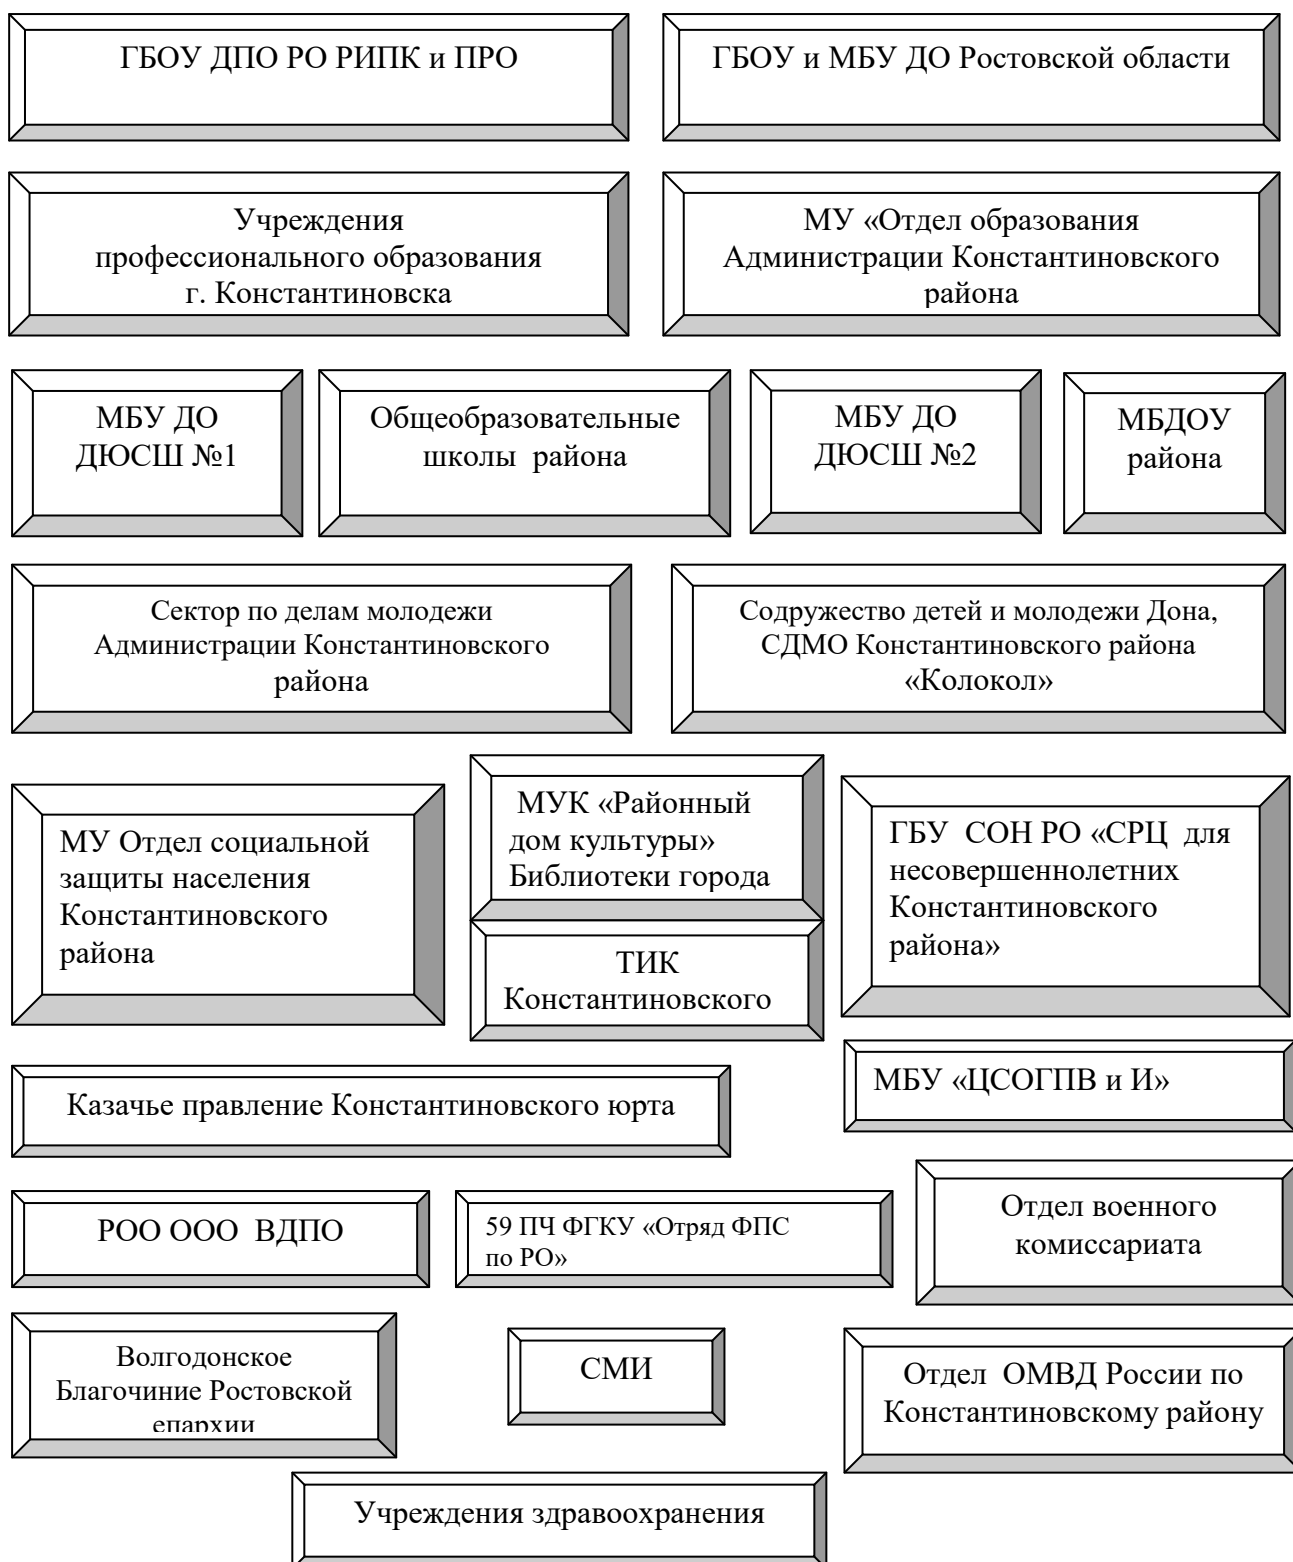 ГБОУ ДПО РО РИПК и ПРО
ГБОУ и МБУ ДО Ростовской области
Учреждения
профессионального образования
г. Константиновска
МУ «Отдел образования
Администрации Константиновского
района
МБУ ДО
ДЮСШ №1
Общеобразовательные
школы района
МБУ ДО
ДЮСШ №2
МБДОУ
района
Сектор по делам молодежи
Администрации Константиновского
района
Содружество детей и молодежи Дона,
СДМО Константиновского района
«Колокол»
МУ Отдел социальной
защиты населения
Константиновского
района
МУК «Районный
дом культуры»
Библиотеки города
ТИК
Константиновского
ГБУ СОН РО «СРЦ для
несовершеннолетних
Константиновского
района»
МБУ «ЦСОГПВ и И»
Казачье правление Константиновского юрта
РОО ООО ВДПО
59 ПЧ ФГКУ «Отряд ФПС
по РО»
Отдел военного
комиссариата
Волгодонское
Благочиние Ростовской
епархии
СМИ
Отдел ОМВД России по
Константиновскому району
Учреждения здравоохранения